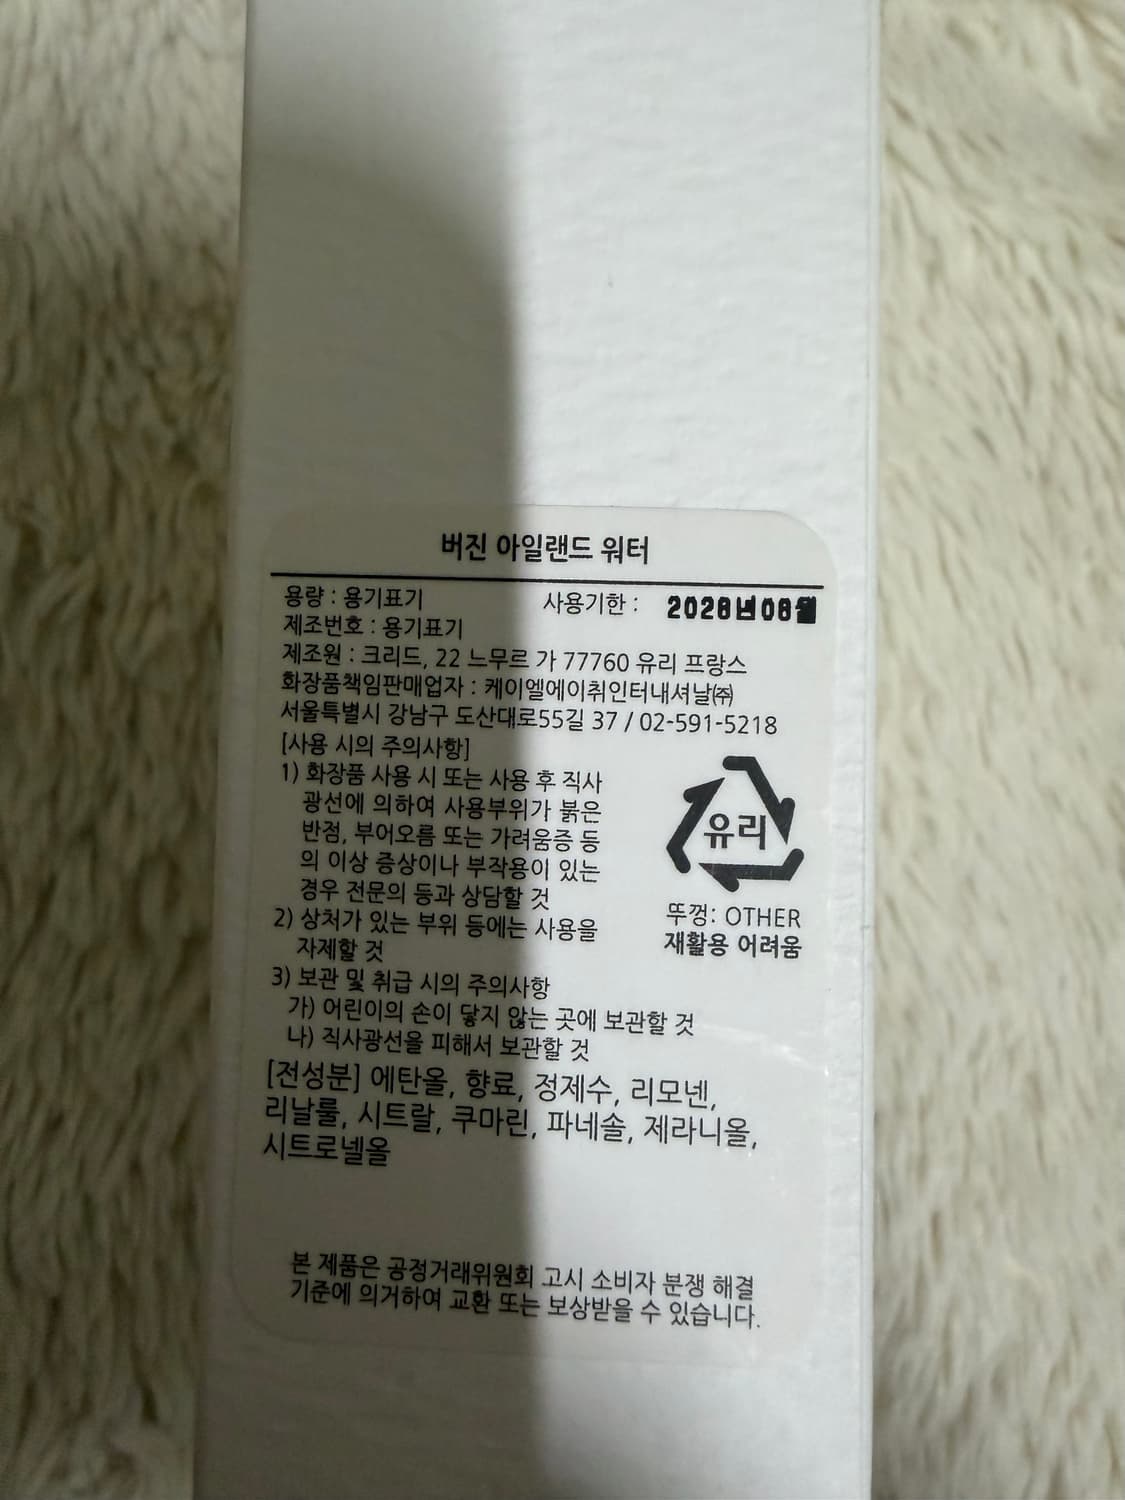 버진 아일랜드 워터
용량 : 용기표기 사용기한 : 2028년08월
제조번호 : 용기표기
제조원 : 크리드, 22 느무르 가 77760 유리 프랑스
화장품책임판매업자 : 케이엘에이취인터내셔날㈜
서울특별시 강남구 도산대로55길 37 / 02-591-5218
[사용 시의 주의사항]
1) 화장품 사용 시 또는 사용 후 직사
광선에 의하여 사용부위가 붉은
반점, 부어오름 또는 가려움증 등
의 이상 증상이나 부작용이 있는
경우 전문의 등과 상담할 것
2) 상처가 있는 부위 등에는 사용을
자제할 것
3) 보관 및 취급 시의 주의사항
가) 어린이의 손이 닿지 않는 곳에 보관할 것
나) 직사광선을 피해서 보관할 것
유리
뚜껑: OTHER
재활용 어려움
[전성분] 에탄올, 향료, 정제수, 리모넨,
리날룰, 시트랄, 쿠마린, 파네솔, 제라니올,
시트로넬올
본 제품은 공정거래위원회 고시 소비자 분쟁 해결
기준에 의거하여 교환 또는 보상받을 수 있습니다.